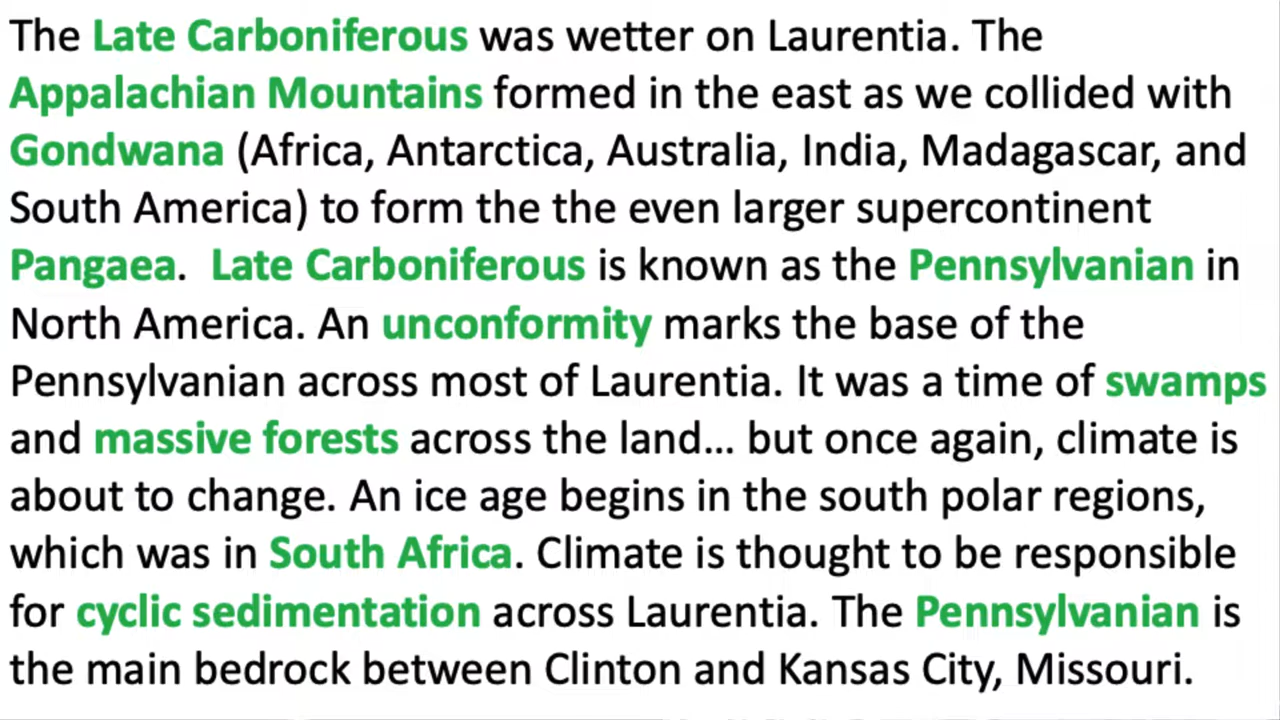 The Late Carboniferous was wetter on Laurentia. The
Appalachian Mountains formed in the east as we collided with
Gondwana (Africa, Antarctica, Australia, India, Madagascar, and
South America) to form the the even larger supercontinent
Pangaea.  Late Carboniferous is known as the Pennsylvanian in
North America. An unconformity marks the base of the
Pennsylvanian across most of Laurentia. It was a time of swamps
and massive forests across the land... but once again, climate is
about to change. An ice age begins in the south polar regions,
which was in South Africa. Climate is thought to be responsible
for cyclic sedimentation across Laurentia. The Pennsylvanian is
the main bedrock between Clinton and Kansas City, Missouri.